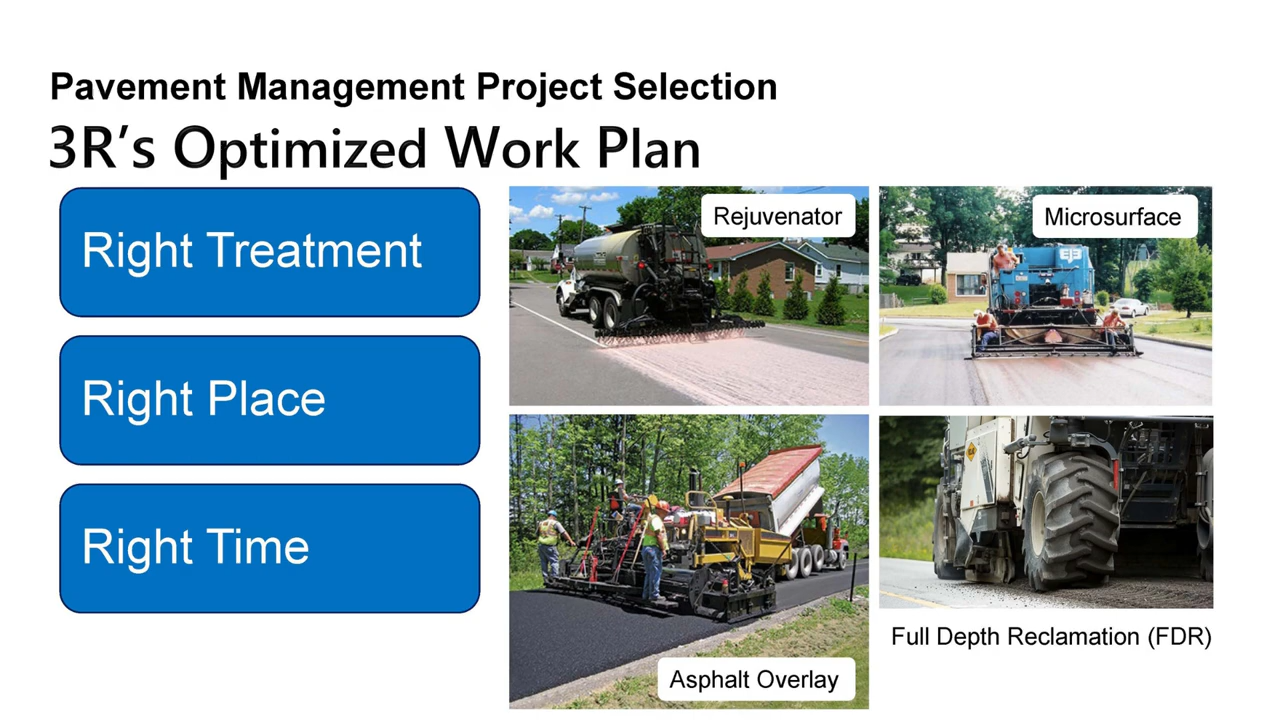 Pavement Management Project Selection
3R’s Optimized Work Plan
Right Treatment
Right Place
Right Time
Rejuvenator
Microsurface
Asphalt Overlay
Full Depth Reclamation (FDR)